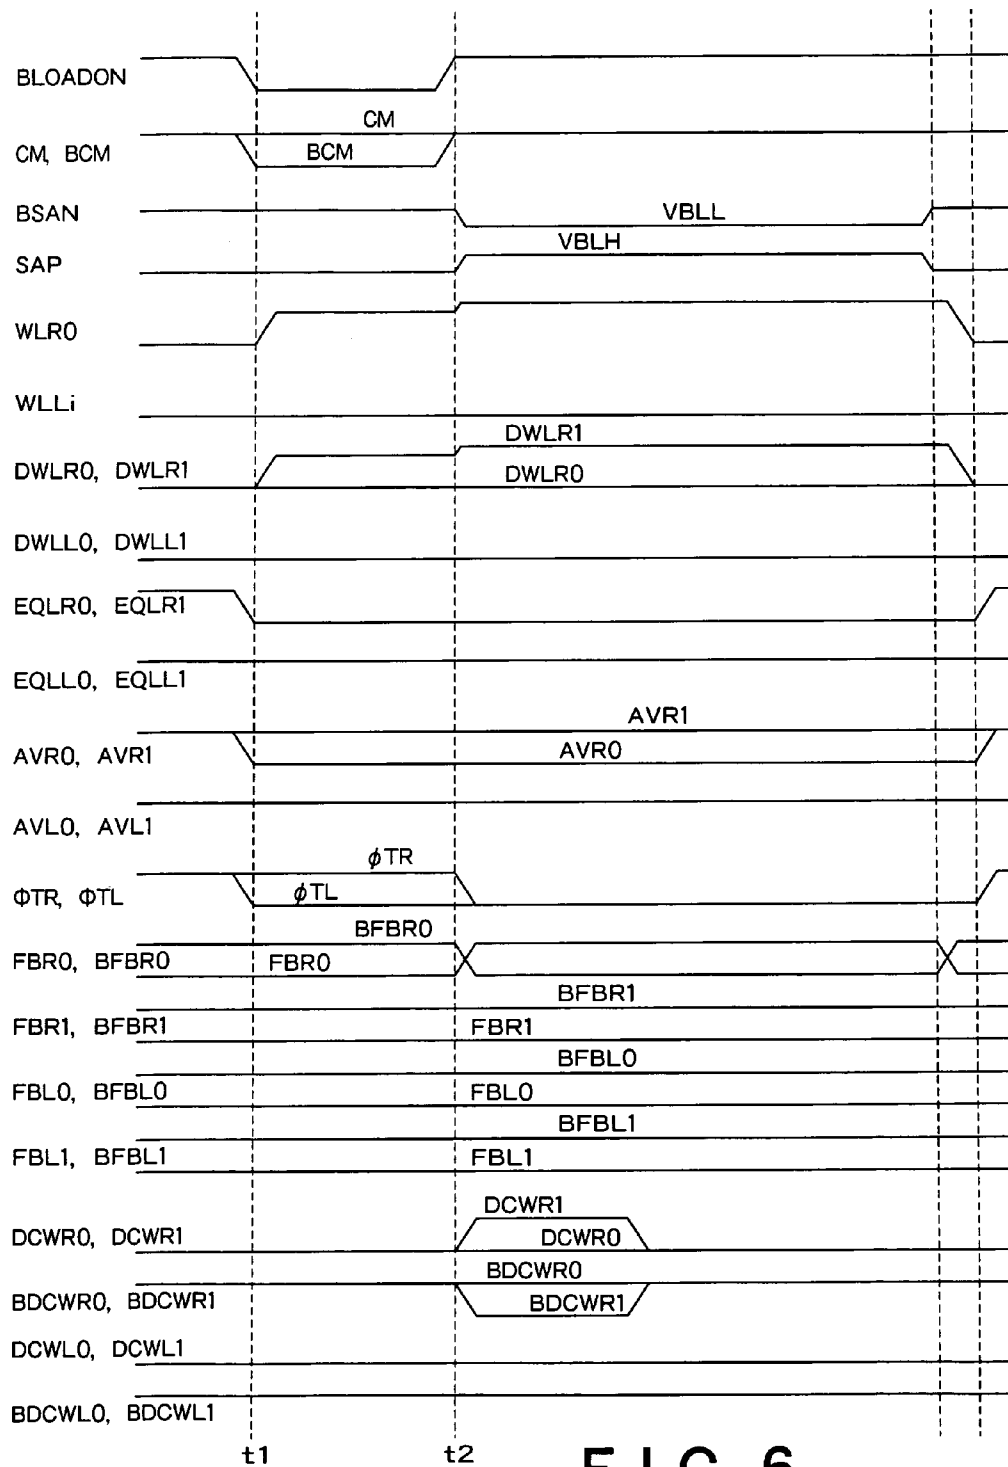 BLOADON
CM
CM, BCM
BCM
BSAN
VBLL
VBLH
SAP
WLR0
WLLi
DWLR1
DWLR0, DWLR1
DWLR0
DWLL0, DWLL1
EQLR0, EQLR1
EQLL0, EQLL1
AVR1
AVR0, AVR1
AVR0
AVL0, AVL1
ϕTR
ΦTR, ΦTL
ϕTL
BFBR0
FBR0, BFBR0
FBR0
BFBR1
FBR1, BFBR1
FBR1
BFBL0
FBL0, BFBL0
FBL0
BFBL1
FBL1, BFBL1
FBL1
DCWR1
DCWR0, DCWR1
DCWR0
BDCWR0
BDCWR0, BDCWR1
BDCWR1
DCWL0, DCWL1
BDCWL0, BDCWL1
t1 t2
FIG. 6